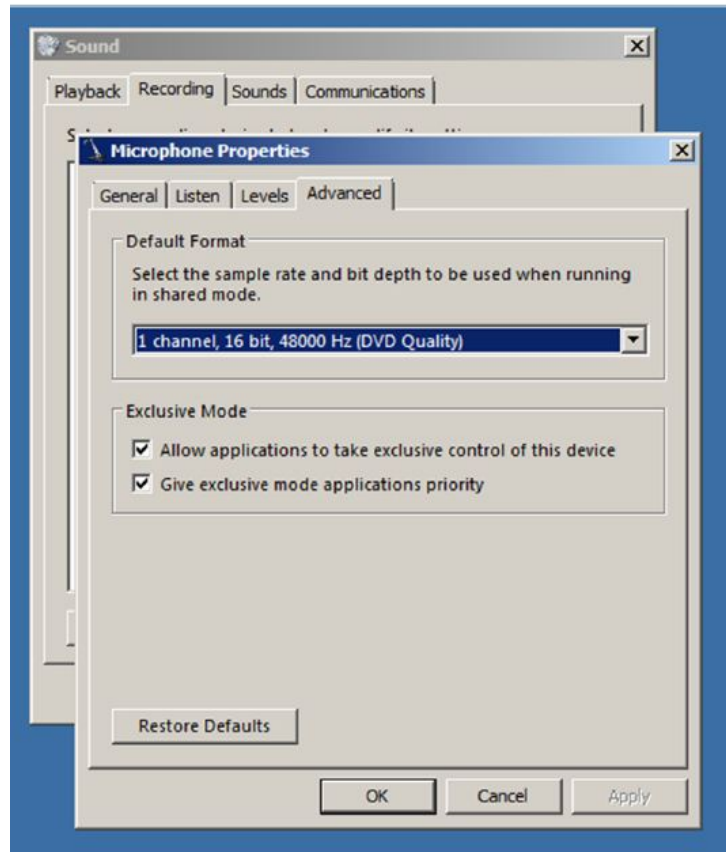 Sound
Playback Recording Sounds Communications
Microphone Properties
General Listen Levels Advanced
Default Format
Select the sample rate and bit depth to be used when running
in shared mode.
1 channel, 16 bit, 48000 Hz (DVD Quality)
Exclusive Mode
Allow applications to take exclusive control of this device
Give exclusive mode applications priority
Restore Defaults
OK Cancel Apply